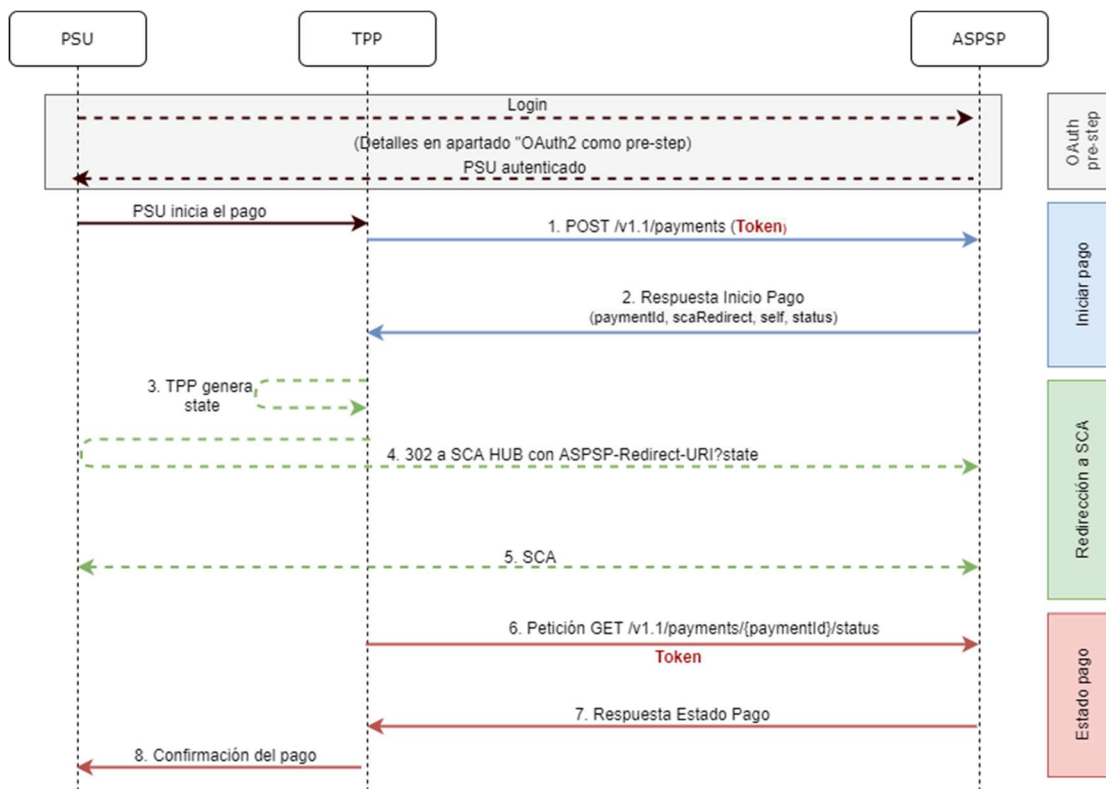 PSU
TPP
ASPSP
Login
(Detalles en apartado "OAuth2 como pre-step)
PSU autenticado
OAuth
pre-step
PSU inicia el pago
1. POST /v1.1/payments (Token)
2. Respuesta Inicio Pago
(paymentId, scaRedirect, self, status)
Iniciar pago
3. TPP genera
state
4. 302 a SCA HUB con ASPSP-Redirect-URI?state
5. SCA
Redirección a SCA
6. Petición GET /v1.1/payments/{paymentId}/status
Token
7. Respuesta Estado Pago
8. Confirmación del pago
Estado pago